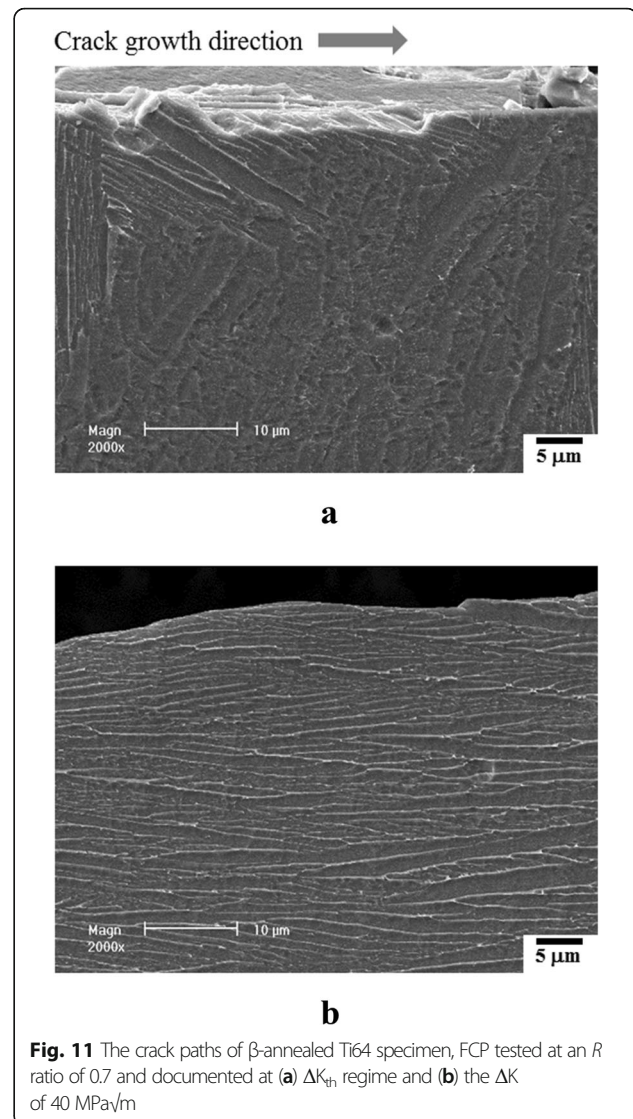 Crack growth direction
Magn
2000x
10 µm
5 µm
a
Magn
2000x
10 µm
5 µm
b
Fig. 11 The crack paths of β-annealed Ti64 specimen, FCP tested at an R
ratio of 0.7 and documented at (a) ΔKth regime and (b) the ΔK
of 40 MPa√m